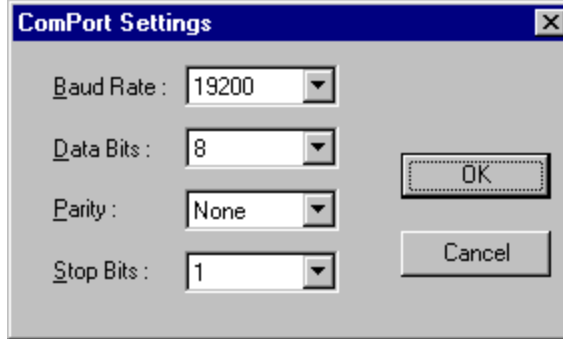 ComPort Settings
Baud Rate : 19200
Data Bits : 8
Parity : None
Stop Bits : 1
OK
Cancel